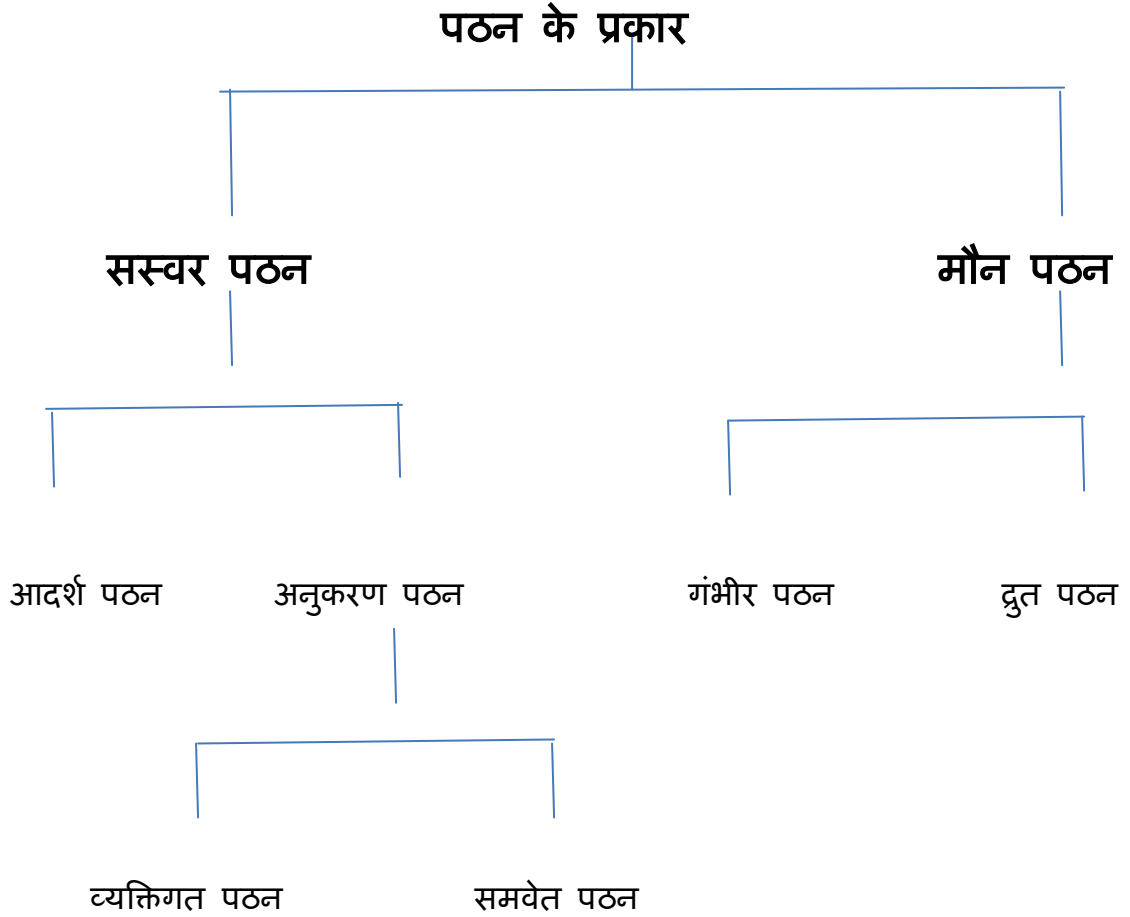 पठन के प्रकार
सस्वर पठन
मौन पठन
आदर्श पठन
अनुकरण पठन
गंभीर पठन
द्रुत पठन
व्यक्तिगत पठन
समवेत पठन